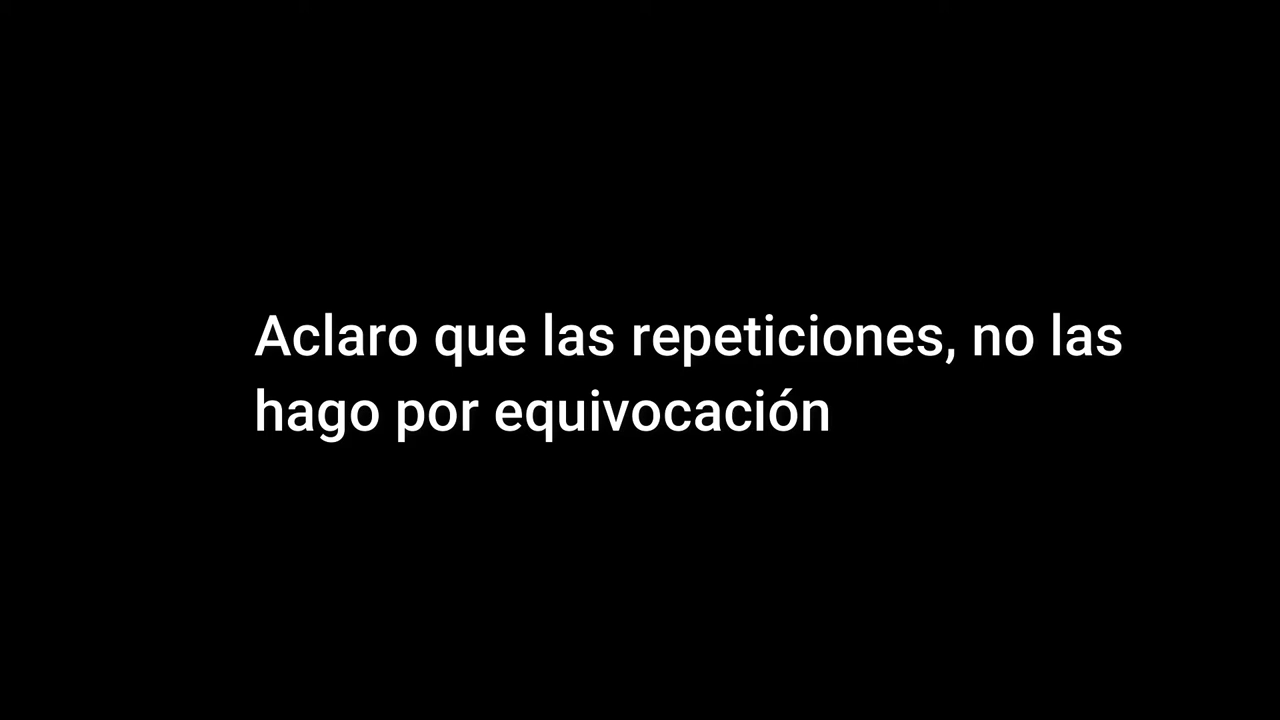 Aclaro que las repeticiones, no las
hago por equivocación